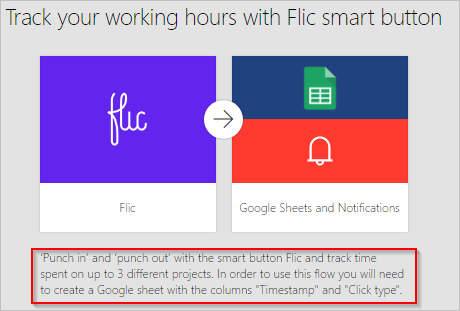 Track your working hours with Flic smart button
flic
Flic
Google Sheets and Notifications
'Punch in' and 'punch out' with the smart button Flic and track time
spent on up to 3 different projects. In order to use this flow you will need
to create a Google sheet with the columns "Timestamp" and "Click type".